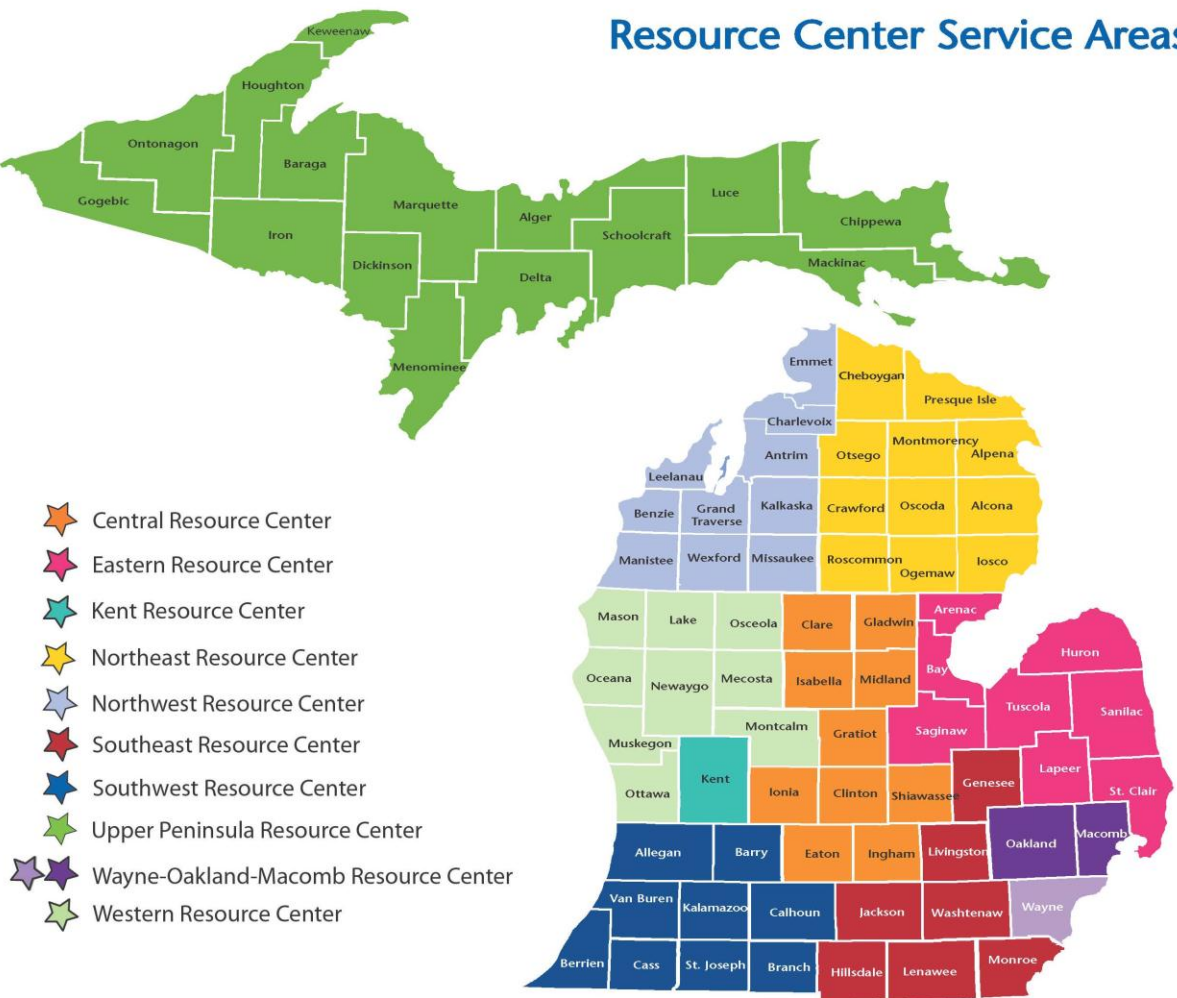 Resource Center Service Areas
Keweenaw
Houghton
Ontonagon
Baraga
Gogebic
Marquette
Luce
Alger
Chippewa
Iron
Schoolcraft
Dickinson
Mackinac
Delta
Menominee
Emmet
Cheboygan
Presque Isle
Charlevoix
Antrim
Otsego
Montmorency
Alpena
Leelanau
Benzie
Grand
Traverse
Kalkaska
Crawford
Oscoda
Alcona
Manistee
Wexford
Missaukee
Roscommon
Ogemaw
Iosco
Central Resource Center
Eastern Resource Center
Kent Resource Center
Northeast Resource Center
Northwest Resource Center
Southeast Resource Center
Southwest Resource Center
Upper Peninsula Resource Center
Wayne-Oakland-Macomb Resource Center
Western Resource Center
Mason
Lake
Osceola
Clare
Gladwin
Arenac
Huron
Oceana
Newaygo
Mecosta
Isabella
Midland
Bay
Tuscola
Sanilac
Muskegon
Montcalm
Gratiot
Saginaw
Lapeer
St. Clair
Ottawa
Kent
Ionia
Clinton
Shiawassee
Genesee
Allegan
Barry
Eaton
Ingham
Livingston
Oakland
Macomb
Van Buren
Kalamazoo
Calhoun
Jackson
Washtenaw
Wayne
Berrien
Cass
St. Joseph
Branch
Hillsdale
Lenawee
Monroe